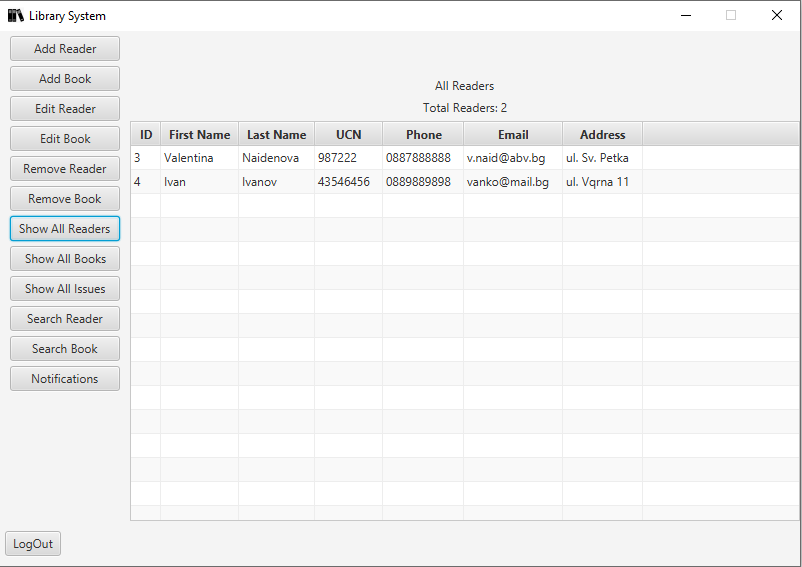 Library System
Add Reader
Add Book
Edit Reader
Edit Book
Remove Reader
Remove Book
Show All Readers
Show All Books
Show All Issues
Search Reader
Search Book
Notifications
LogOut
All Readers
Total Readers: 2
ID First Name Last Name UCN Phone Email Address
3 Valentina Naidenova 987222 0887888888 v.naid@abv.bg ul. Sv. Petka
4 Ivan Ivanov 43546456 0889889898 vanko@mail.bg ul. Vqrna 11